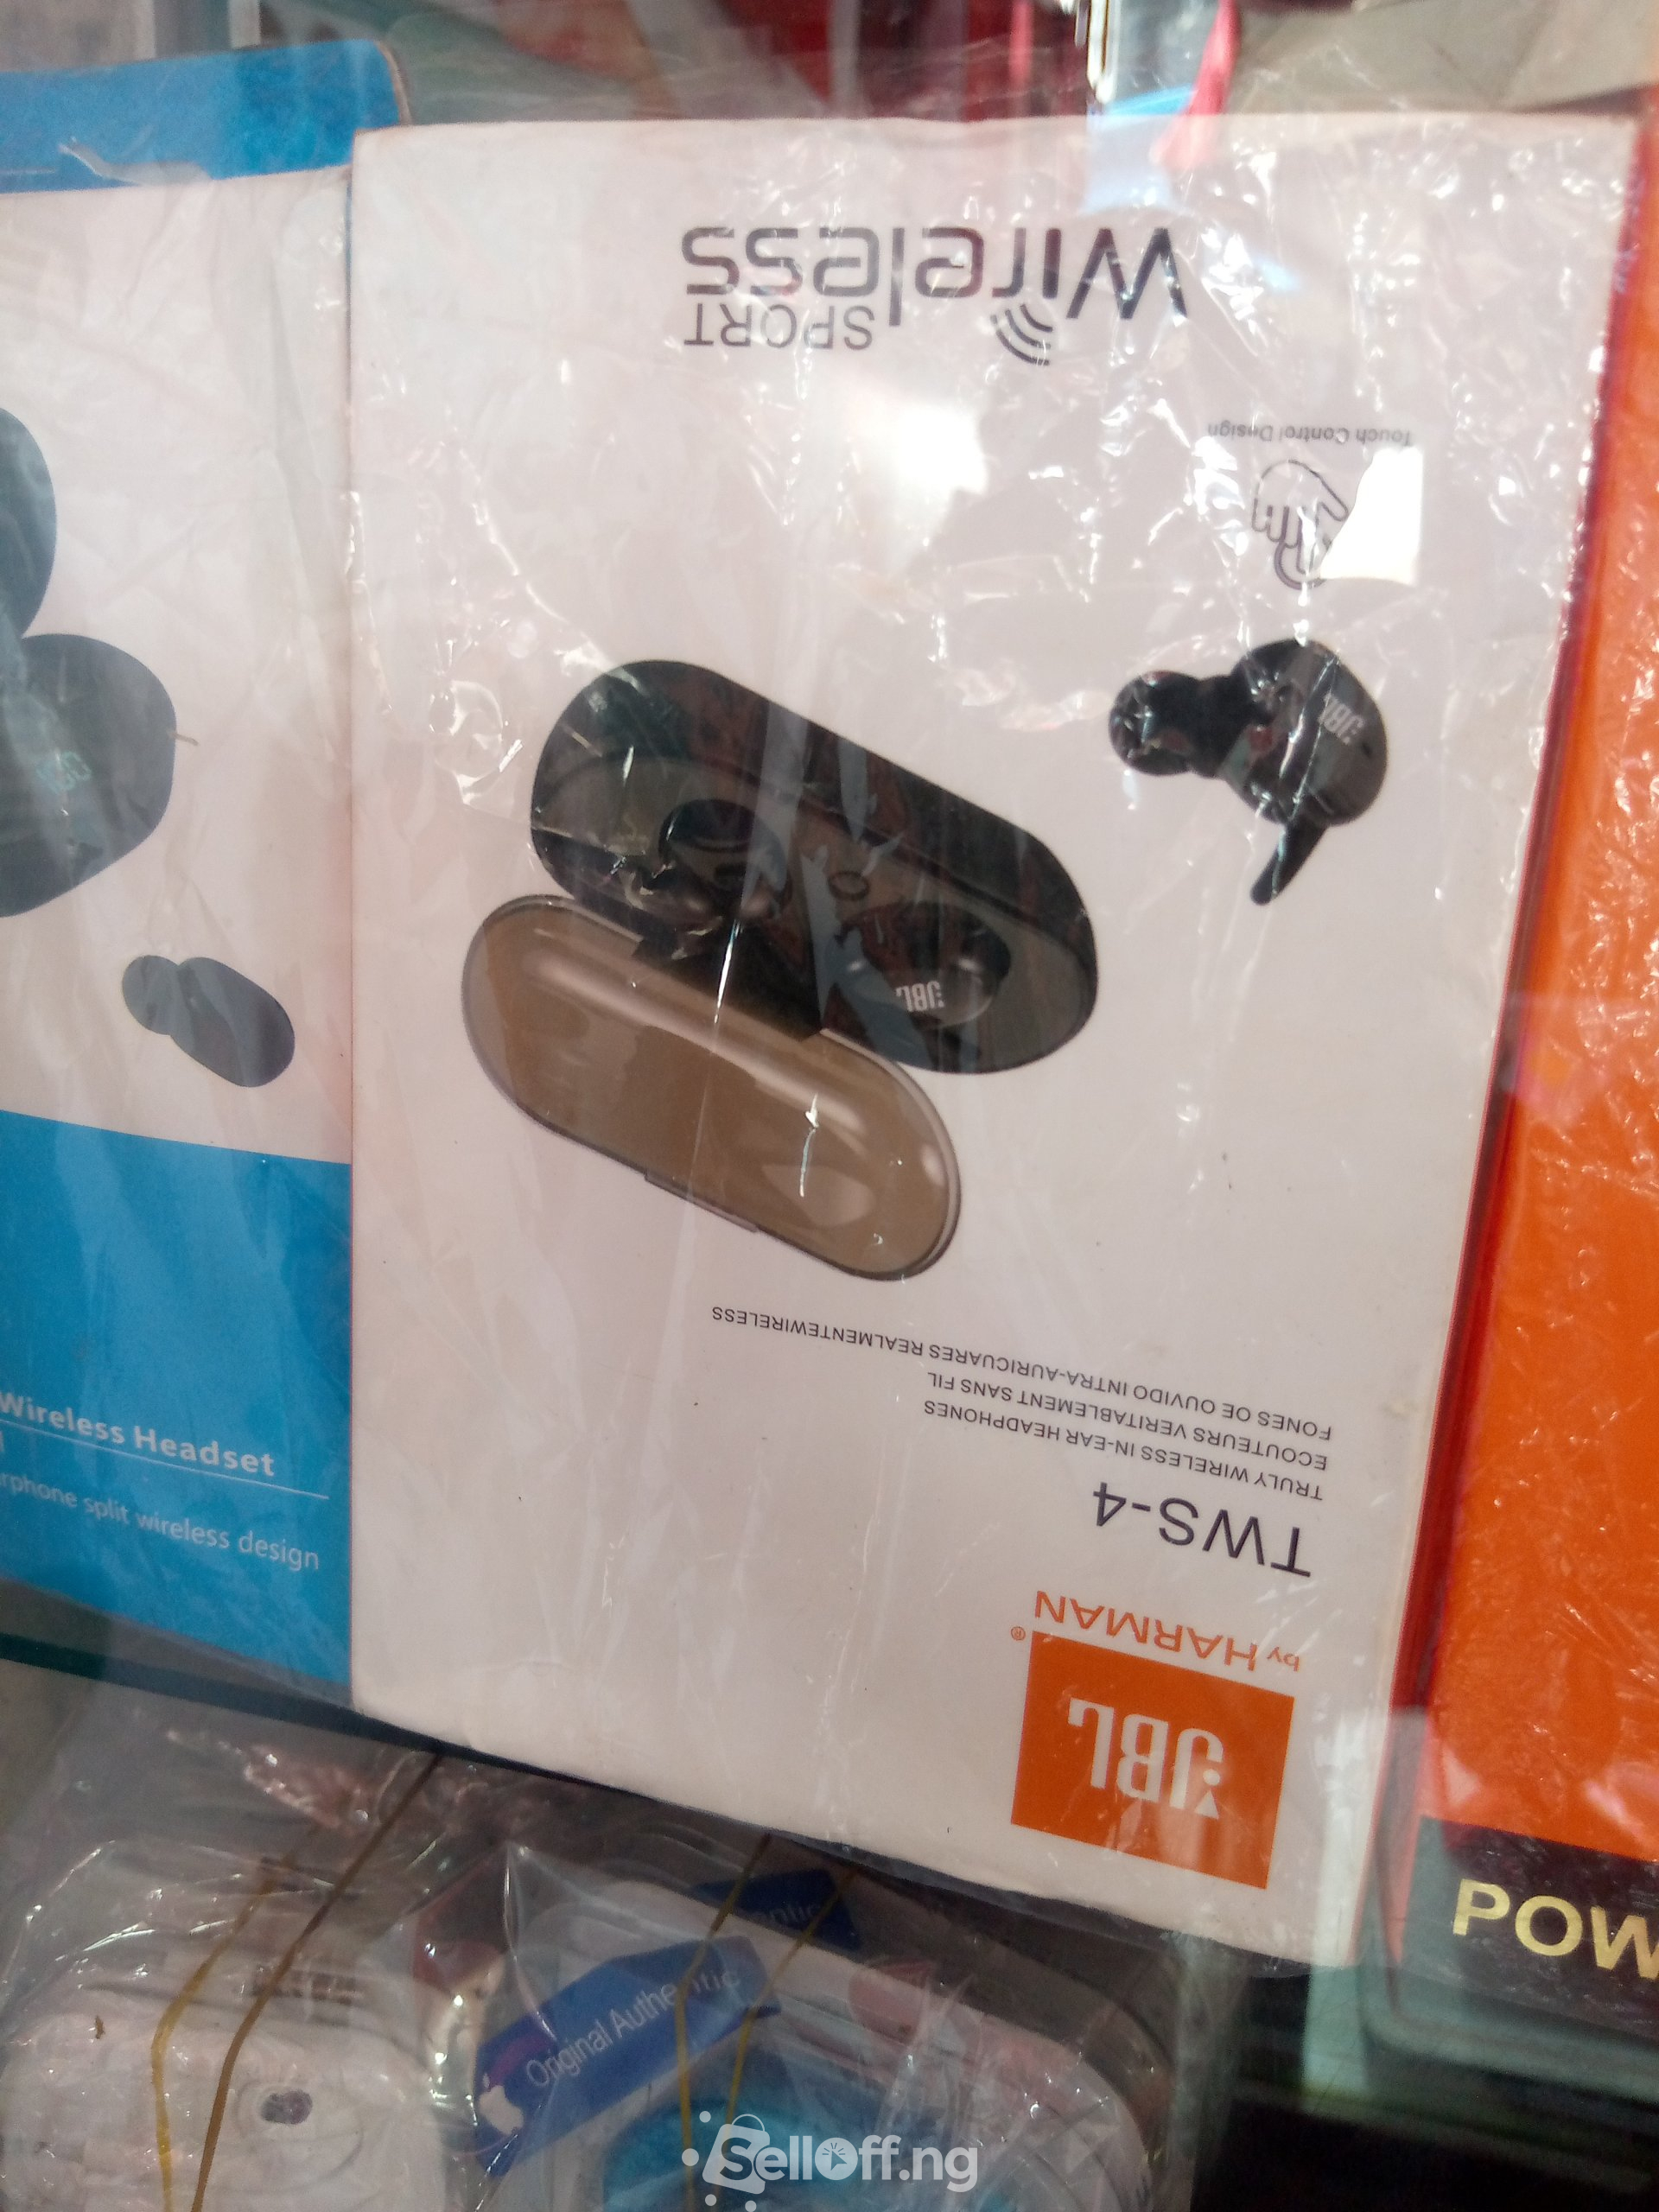 JBL
by HARMAN®
TWS-4
TRULY WIRELESS IN-EAR HEADPHONES
ECOUTEURS VERITABLEMENT SANS FIL
FONES OE OUVIDO INTRA-AURICUARES REALMENTEWIRELESS
JBL
JBL
Touch Control Design
SPORT
Wireless
Wireless Headset
rphone split wireless design
POW
Original Authentic
SellOff.ng